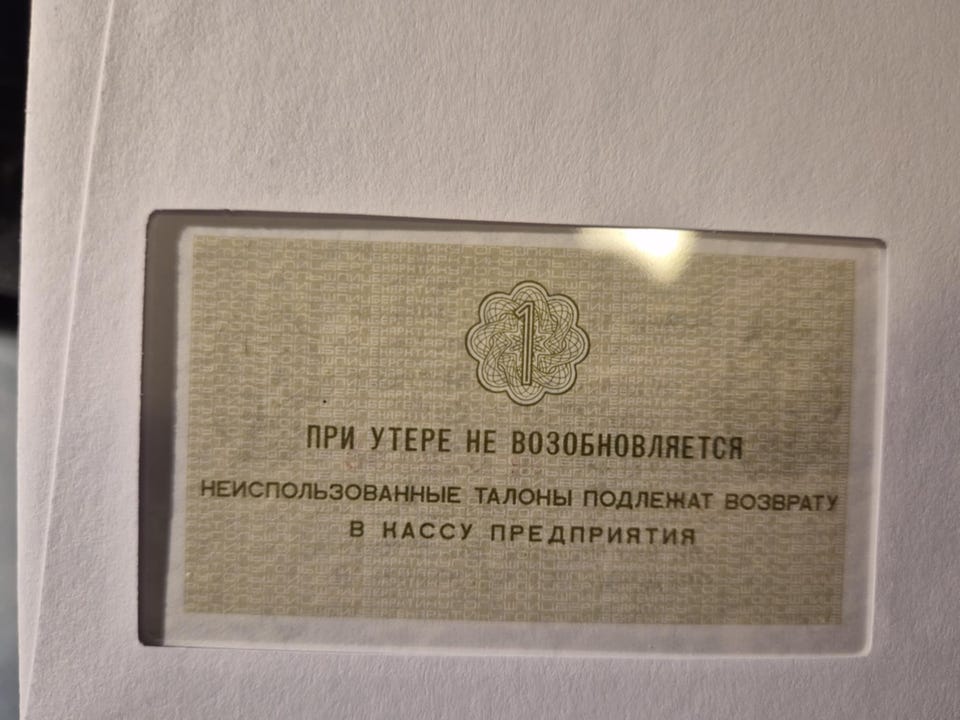 1
ПРИ УТЕРЕ НЕ ВОЗОБНОВЛЯЕТСЯ
НЕИСПОЛЬЗОВАННЫЕ ТАЛОНЫ ПОДЛЕЖАТ ВОЗВРАТУ
В КАССУ ПРЕДПРИЯТИЯ